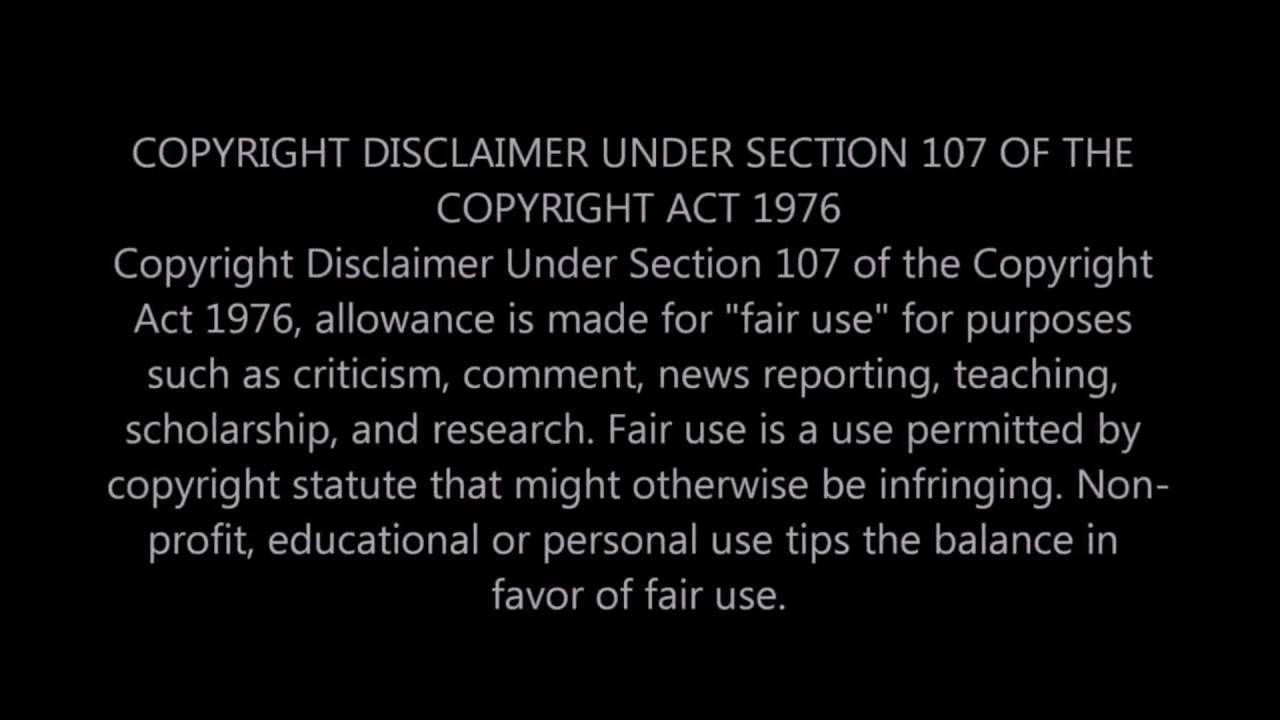 COPYRIGHT DISCLAIMER UNDER SECTION 107 OF THE
COPYRIGHT ACT 1976
Copyright Disclaimer Under Section 107 of the Copyright
Act 1976, allowance is made for "fair use" for purposes
such as criticism, comment, news reporting, teaching,
scholarship, and research. Fair use is a use permitted by
copyright statute that might otherwise be infringing. Non-
profit, educational or personal use tips the balance in
favor of fair use.